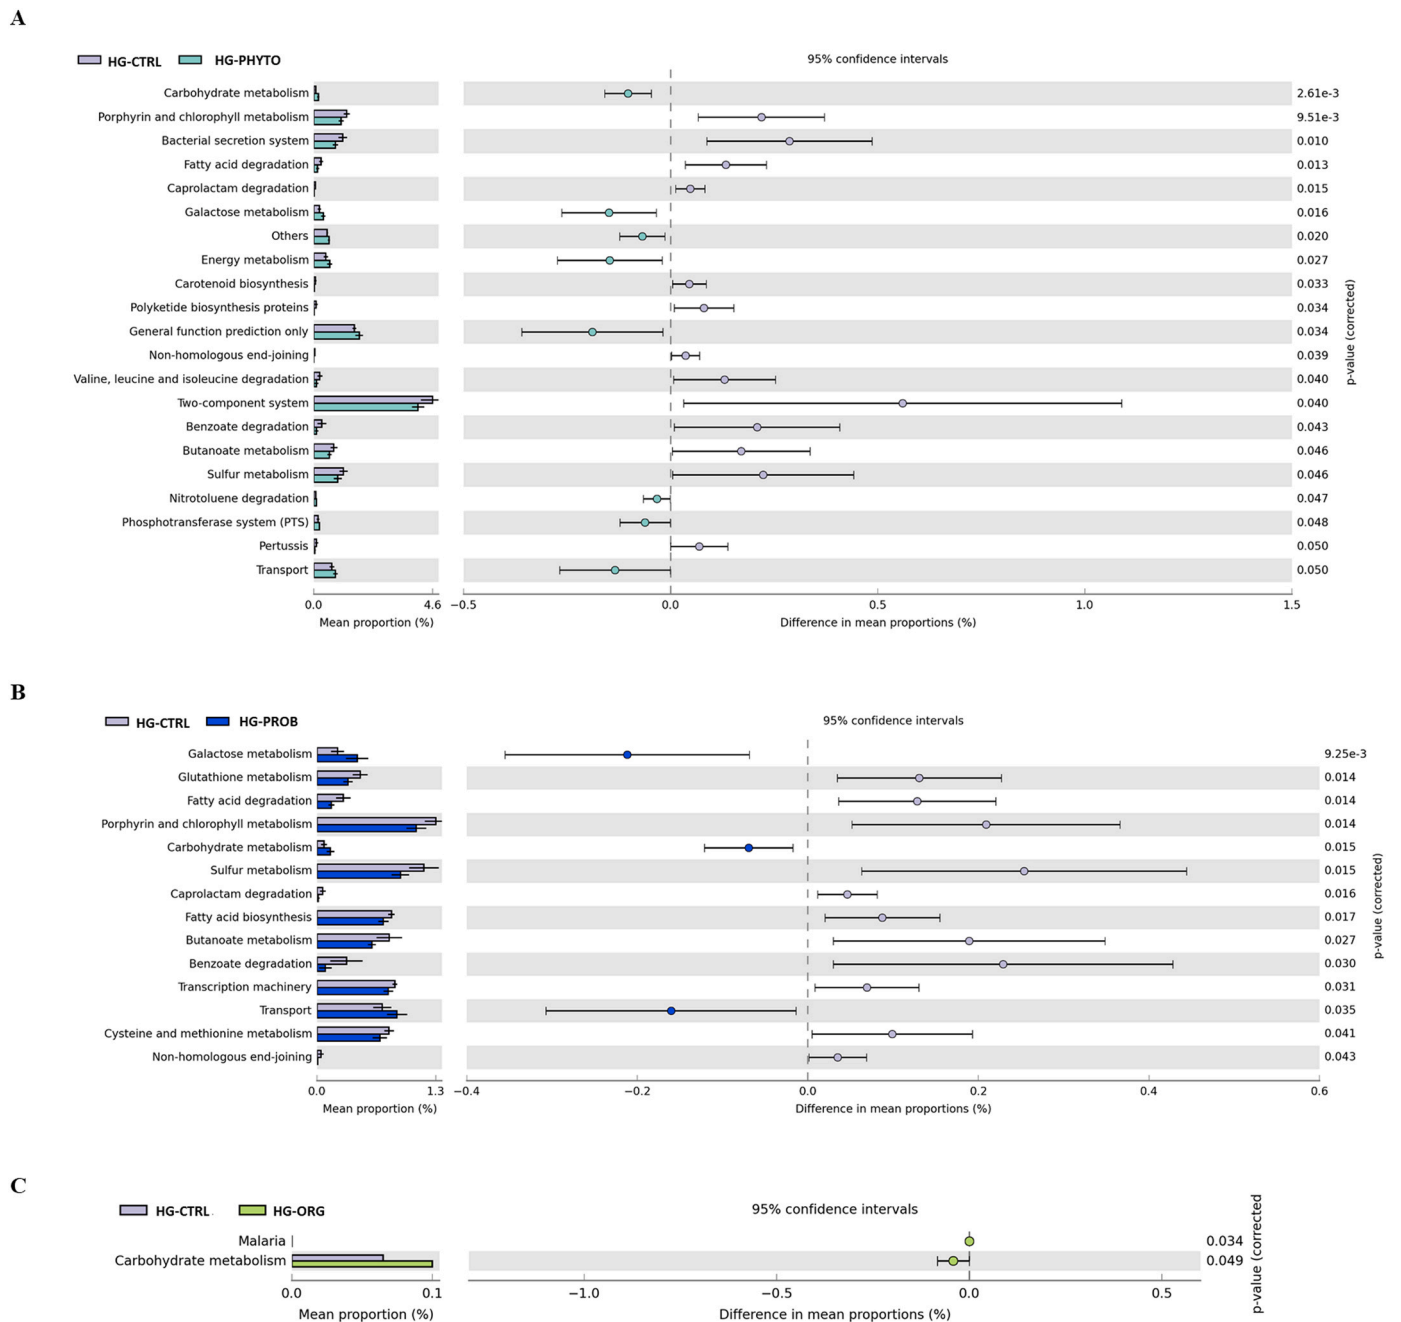 A
HG-CTRL HG-PHYTO 95% confidence intervals
Carbohydrate metabolism 2.61e-3
Porphyrin and chlorophyll metabolism 9.51e-3
Bacterial secretion system 0.010
Fatty acid degradation 0.013
Caprolactam degradation 0.015
Galactose metabolism 0.016
Others 0.020
Energy metabolism 0.027
Carotenoid biosynthesis 0.033
Polyketide biosynthesis proteins 0.034
General function prediction only 0.034
Non-homologous end-joining 0.039
Valine, leucine and isoleucine degradation 0.040
Two-component system 0.040
Benzoate degradation 0.043
Butanoate metabolism 0.046
Sulfur metabolism 0.046
Nitrotoluene degradation 0.047
Phosphotransferase system (PTS) 0.048
Pertussis 0.050
Transport 0.050
p-value (corrected)
0.0 4.6 −0.5 0.0 0.5 1.0 1.5
Mean proportion (%) Difference in mean proportions (%)
B
HG-CTRL HG-PROB 95% confidence intervals
Galactose metabolism 9.25e-3
Glutathione metabolism 0.014
Fatty acid degradation 0.014
Porphyrin and chlorophyll metabolism 0.014
Carbohydrate metabolism 0.015
Sulfur metabolism 0.015
Caprolactam degradation 0.016
Fatty acid biosynthesis 0.017
Butanoate metabolism 0.027
Benzoate degradation 0.030
Transcription machinery 0.031
Transport 0.035
Cysteine and methionine metabolism 0.041
Non-homologous end-joining 0.043
p-value (corrected)
0.0 1.3 −0.4 −0.2 0.0 0.2 0.4 0.6
Mean proportion (%) Difference in mean proportions (%)
C
HG-CTRL HG-ORG 95% confidence intervals
Malaria 0.034
Carbohydrate metabolism 0.049
p-value (corrected
0.0 0.1 −1.0 −0.5 0.0 0.5
Mean proportion (%) Difference in mean proportions (%)